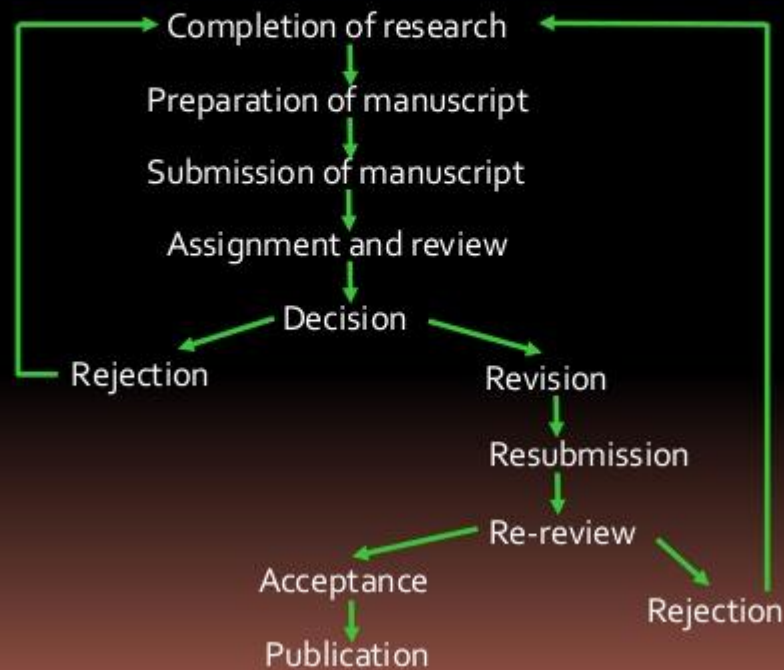 Completion of research
Preparation of manuscript
Submission of manuscript
Assignment and review
Decision
Rejection
Revision
Resubmission
Re-review
Acceptance
Rejection
Publication